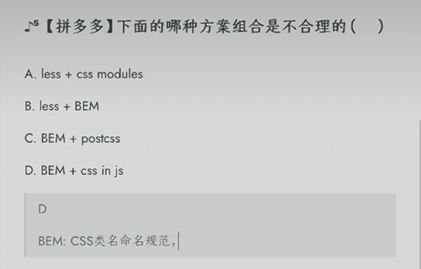 ♪⁵【拼多多】下面的哪种方案组合是不合理的（ ）
A. less + css modules
B. less + BEM
C. BEM + postcss
D. BEM + css in js
D
BEM: CSS类名命名规范，